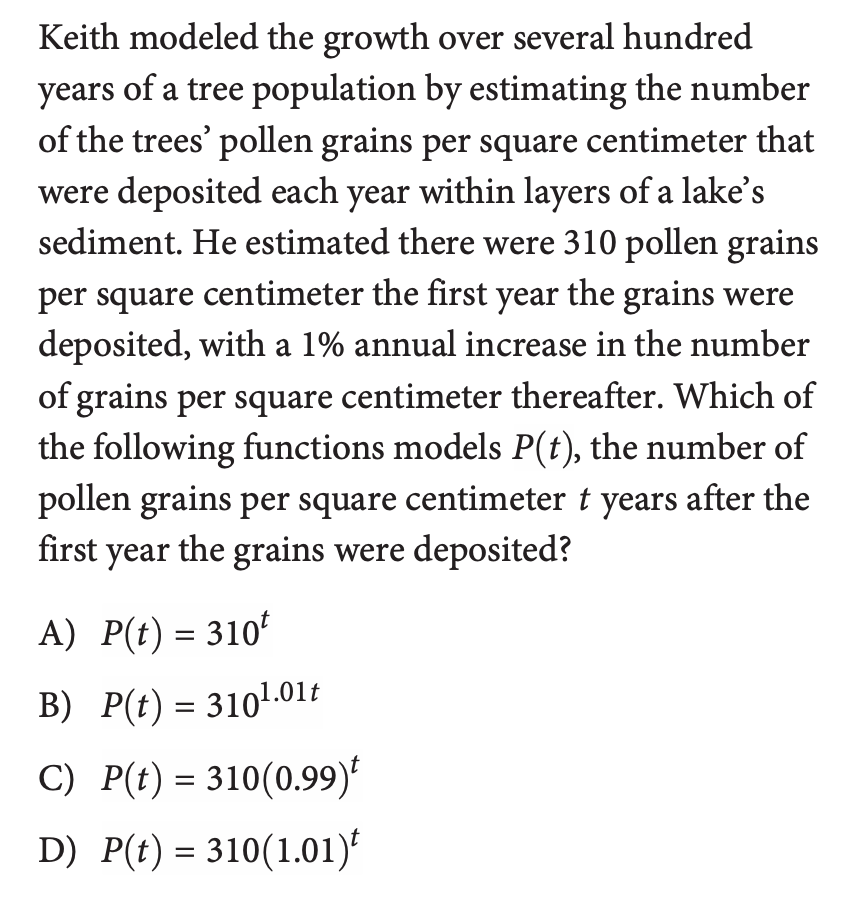 Keith modeled the growth over several hundred
years of a tree population by estimating the number
of the trees’ pollen grains per square centimeter that
were deposited each year within layers of a lake’s
sediment. He estimated there were 310 pollen grains
per square centimeter the first year the grains were
deposited, with a 1% annual increase in the number
of grains per square centimeter thereafter. Which of
the following functions models P(t), the number of
pollen grains per square centimeter t years after the
first year the grains were deposited?
A) P(t) = 310^t
B) P(t) = 310^1.01t
C) P(t) = 310(0.99)^t
D) P(t) = 310(1.01)^t